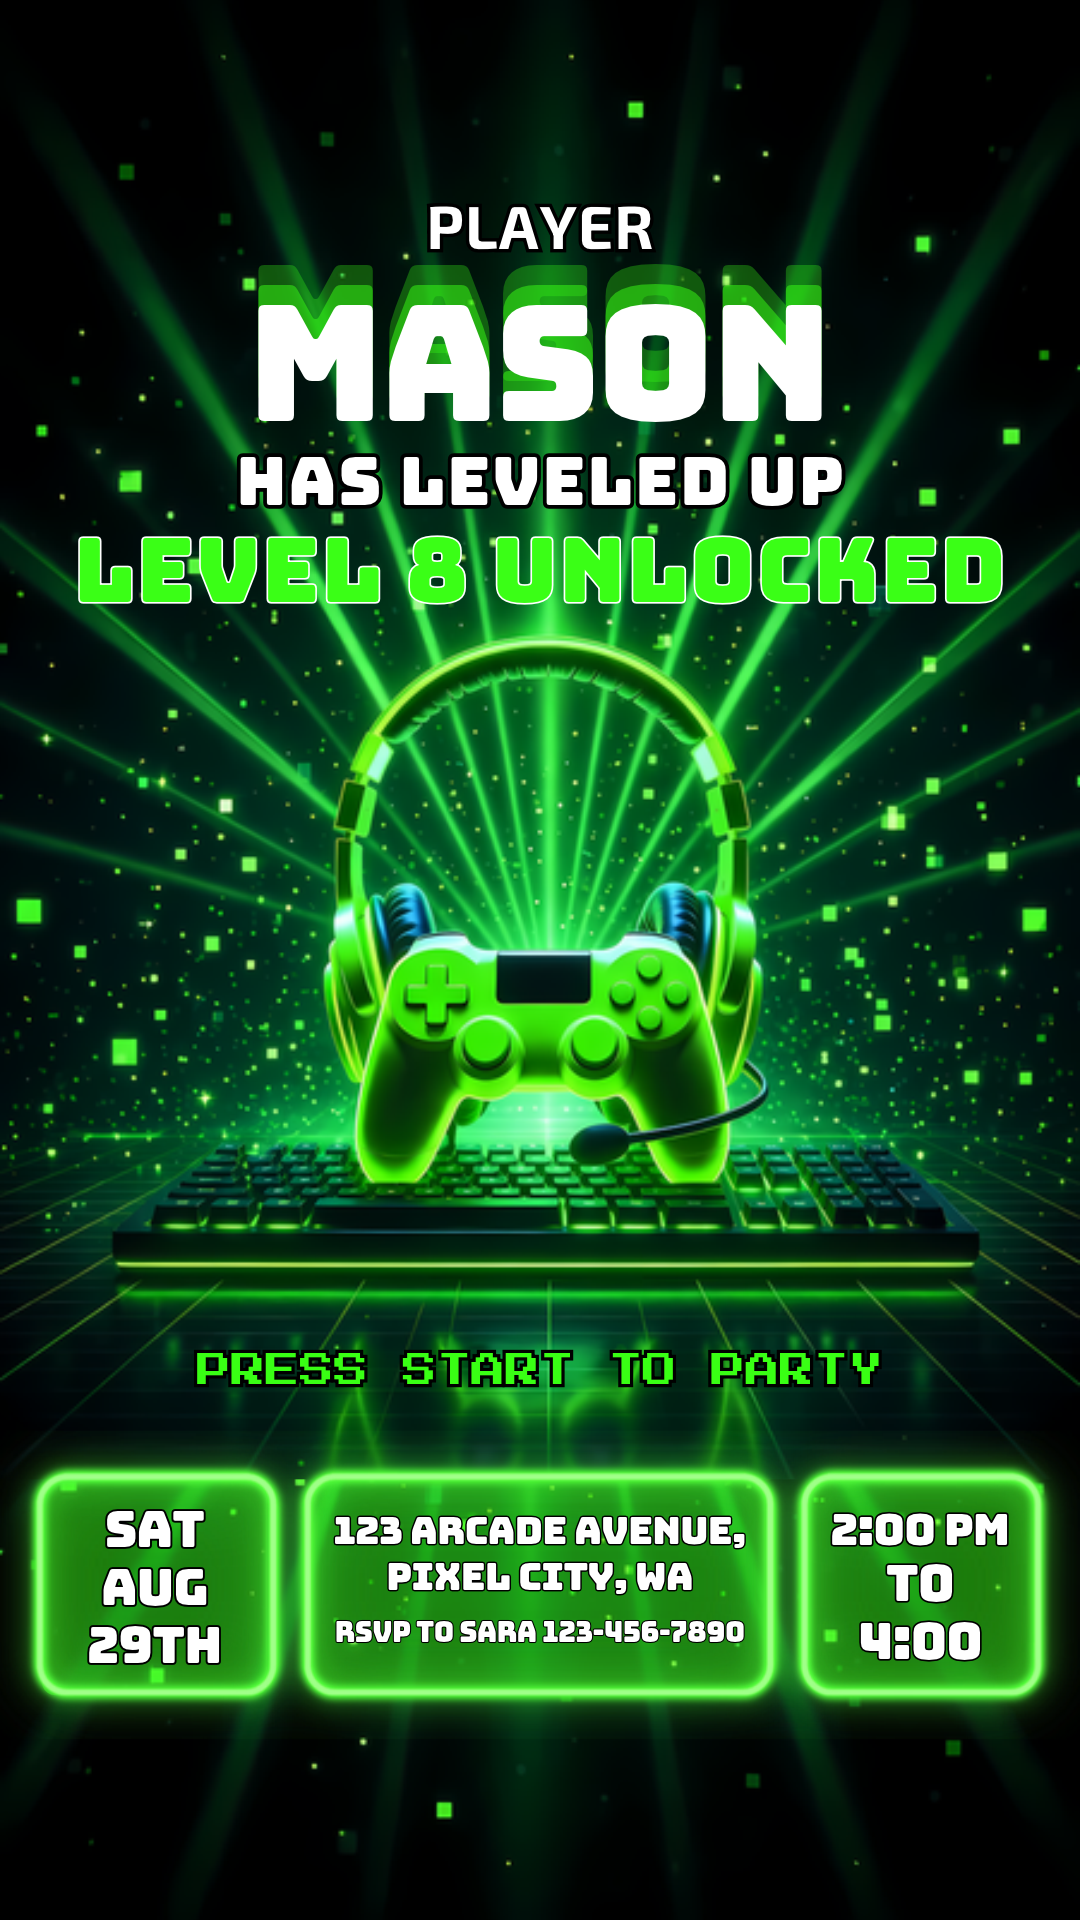 PLAYER
MASON
HAS LEVELED UP
LEVEL 8 UNLOCKED
PRESS START TO PARTY
SAT
AUG
29TH
123 ARCADE AVENUE,
PIXEL CITY, WA
RSVP TO SARA 123-456-7890
2:00 PM
TO
4:00